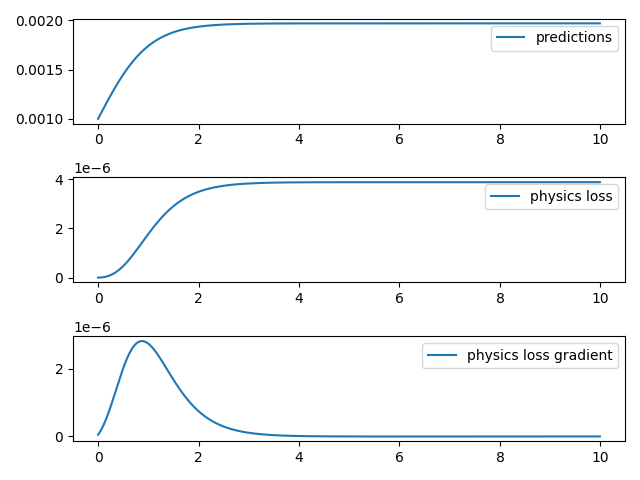 0.0020
predictions
0.0015
0.0010
0 2 4 6 8 10
1e−6
4
physics loss
2
0
0 2 4 6 8 10
1e−6
physics loss gradient
2
0
0 2 4 6 8 10